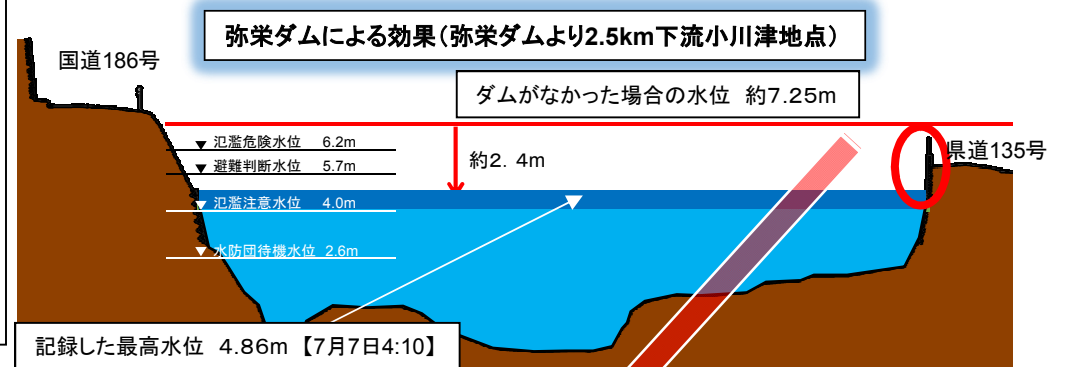 弥栄ダムによる効果(弥栄ダムより2.5km下流小川津地点)
国道186号
ダムがなかった場合の水位 約7.25m
▼ 氾濫危険水位 6.2m
▼ 避難判断水位 5.7m
約2.4m
県道135号
▼ 氾濫注意水位 4.0m
▼ 水防団待機水位 2.6m
記録した最高水位 4.86m 【7月7日4:10】